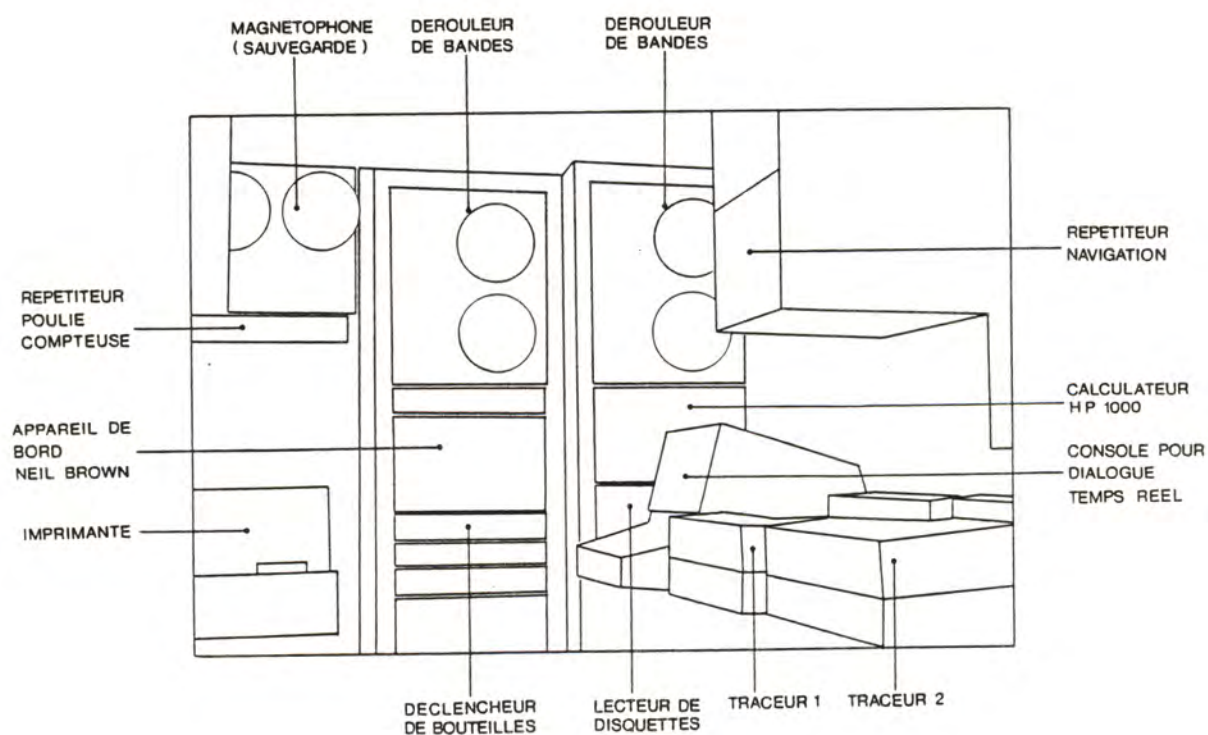 MAGNETOPHONE
( SAUVEGARDE )
DEROULEUR
DE BANDES
DEROULEUR
DE BANDES
REPETITEUR
NAVIGATION
REPETITEUR
POULIE
COMPTEUSE
CALCULATEUR
HP 1000
APPAREIL DE
BORD
NEIL BROWN
CONSOLE POUR
DIALOGUE
TEMPS REEL
IMPRIMANTE
DECLENCHEUR
DE BOUTEILLES
LECTEUR DE
DISQUETTES
TRACEUR 1
TRACEUR 2